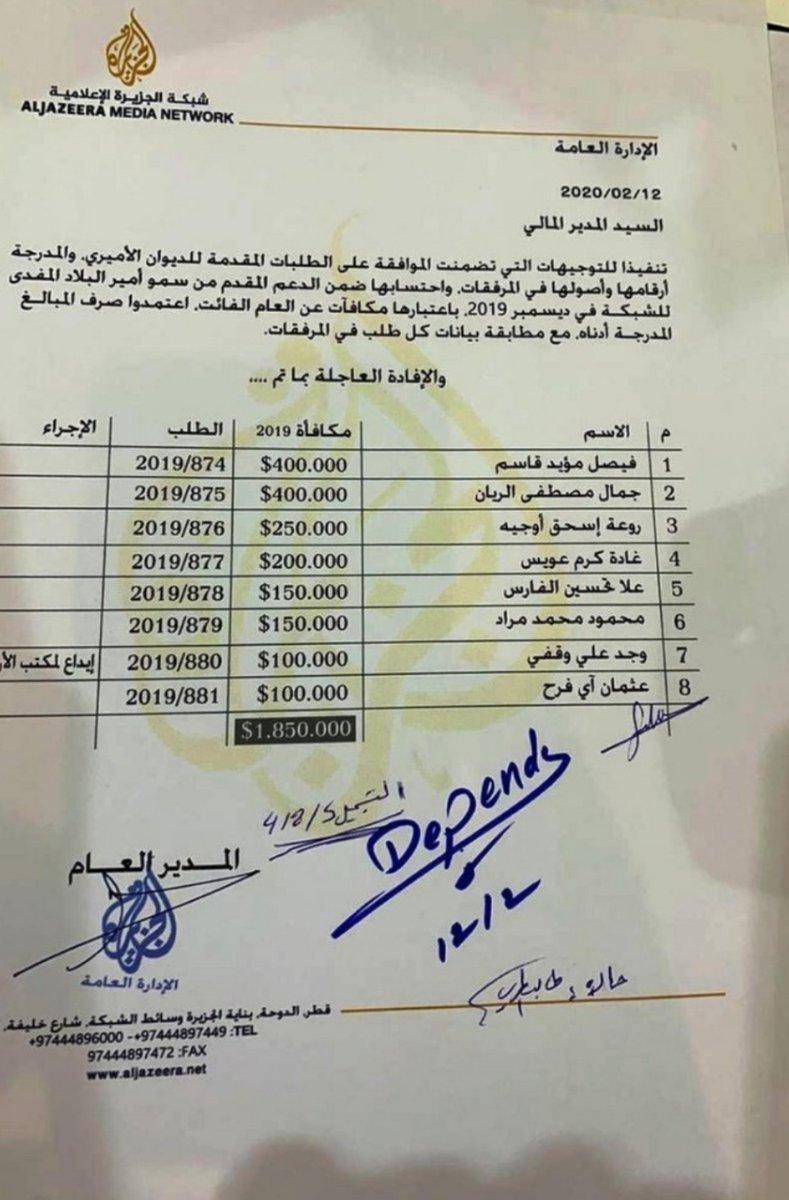 شبكة الجزيرة الإعلامية
ALJAZEERA MEDIA NETWORK
الإدارة العامة
2020/02/12
السيد المدير المالي
تنفيذا للتوجيهات التي تضمنت الموافقة على الطلبات المقدمة للديوان الأميري، والمدرجة
أرقامها وأصولها في المرفقات، واحتسابها ضمن الدعم المقدم من سمو أمير البلاد المفدى
للشبكة في ديسمبر 2019، باعتبارها مكافآت عن العام الفائت، اعتمدوا صرف المبالغ
المدرجة أدناه، مع مطابقة بيانات كل طلب في المرفقات.
والإفادة العاجلة بما تم ....
م الاسم مكافأة 2019 الطلب الإجراء
1 فيصل مؤيد قاسم $400.000 2019/874
2 جمال مصطفى الريان $400.000 2019/875
3 روعة إسحق أوجيه $250.000 2019/876
4 غادة كرم عويس $200.000 2019/877
5 علا تحسين الفارس $150.000 2019/878
6 محمود محمد مراد $150.000 2019/879
7 وجد علي وقفي $100.000 2019/880 إيداع لمكتب
8 عثمان آي فرح $100.000 2019/881
$1.850.000
Depends
12/2
المدير العام
الإدارة العامة
قطر, الدوحة, بناية الجزيرة وسائط الشبكة, شارع خليفة,
TEL: 97444897449+ -97444896000+
FAX: 97444897472
www.aljazeera.net